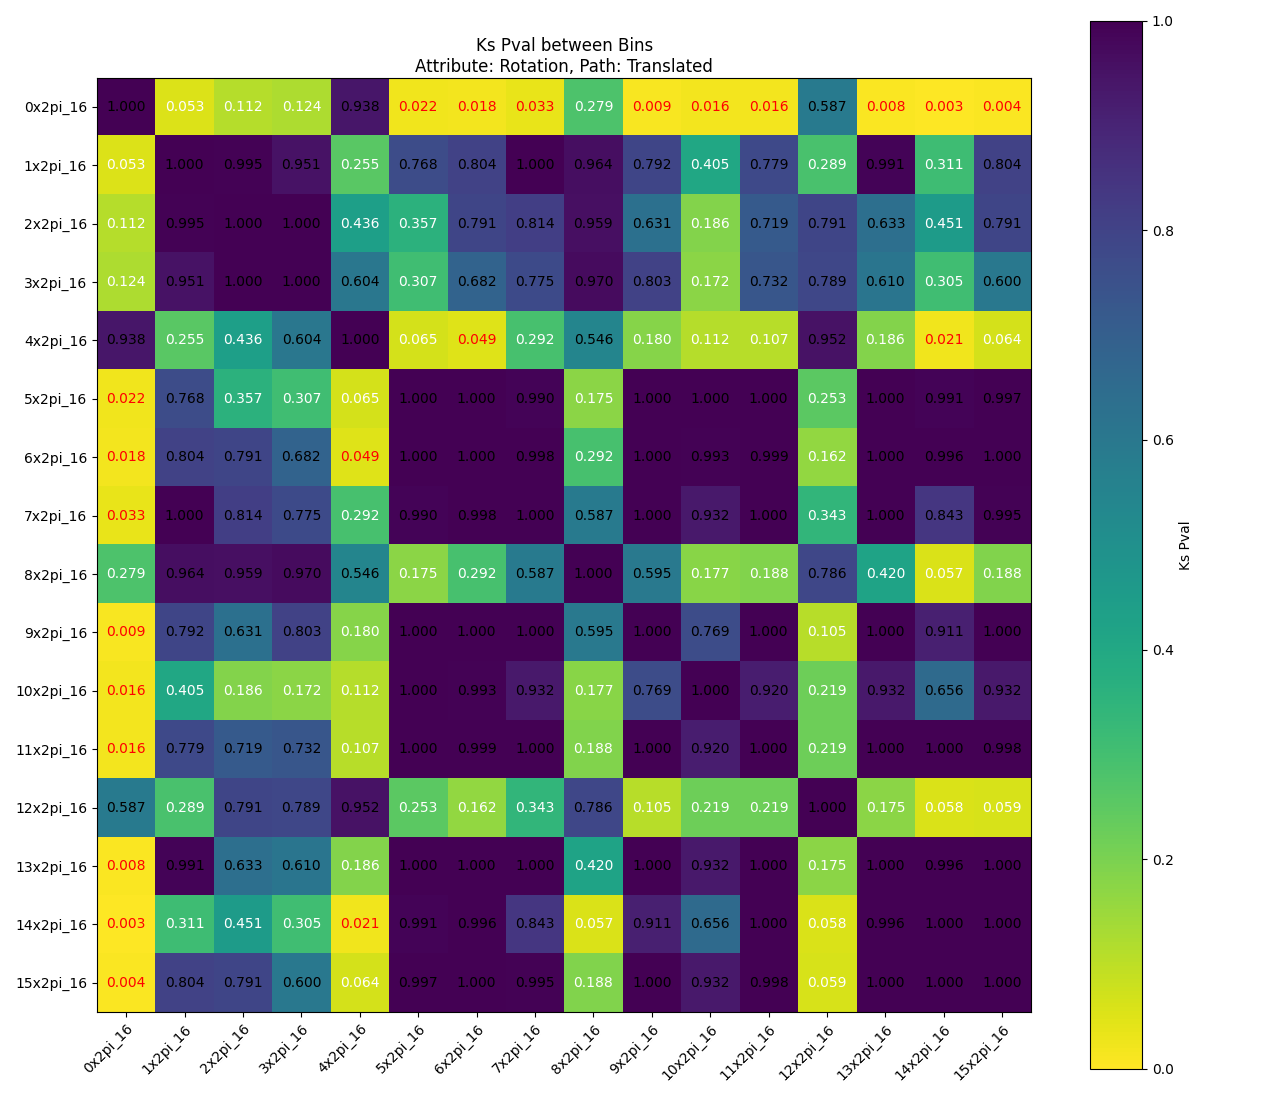 Ks Pval between Bins
Attribute: Rotation, Path: Translated
0x2pi_16 1.000 0.053 0.112 0.124 0.938 0.022 0.018 0.033 0.279 0.009 0.016 0.016 0.587 0.008 0.003 0.004
1x2pi_16 0.053 1.000 0.995 0.951 0.255 0.768 0.804 1.000 0.964 0.792 0.405 0.779 0.289 0.991 0.311 0.804
2x2pi_16 0.112 0.995 1.000 1.000 0.436 0.357 0.791 0.814 0.959 0.631 0.186 0.719 0.791 0.633 0.451 0.791
3x2pi_16 0.124 0.951 1.000 1.000 0.604 0.307 0.682 0.775 0.970 0.803 0.172 0.732 0.789 0.610 0.305 0.600
4x2pi_16 0.938 0.255 0.436 0.604 1.000 0.065 0.049 0.292 0.546 0.180 0.112 0.107 0.952 0.186 0.021 0.064
5x2pi_16 0.022 0.768 0.357 0.307 0.065 1.000 1.000 0.990 0.175 1.000 1.000 1.000 0.253 1.000 0.991 0.997
6x2pi_16 0.018 0.804 0.791 0.682 0.049 1.000 1.000 0.998 0.292 1.000 0.993 0.999 0.162 1.000 0.996 1.000
7x2pi_16 0.033 1.000 0.814 0.775 0.292 0.990 0.998 1.000 0.587 1.000 0.932 1.000 0.343 1.000 0.843 0.995
8x2pi_16 0.279 0.964 0.959 0.970 0.546 0.175 0.292 0.587 1.000 0.595 0.177 0.188 0.786 0.420 0.057 0.188
9x2pi_16 0.009 0.792 0.631 0.803 0.180 1.000 1.000 1.000 0.595 1.000 0.769 1.000 0.105 1.000 0.911 1.000
10x2pi_16 0.016 0.405 0.186 0.172 0.112 1.000 0.993 0.932 0.177 0.769 1.000 0.920 0.219 0.932 0.656 0.932
11x2pi_16 0.016 0.779 0.719 0.732 0.107 1.000 0.999 1.000 0.188 1.000 0.920 1.000 0.219 1.000 1.000 0.998
12x2pi_16 0.587 0.289 0.791 0.789 0.952 0.253 0.162 0.343 0.786 0.105 0.219 0.219 1.000 0.175 0.058 0.059
13x2pi_16 0.008 0.991 0.633 0.610 0.186 1.000 1.000 1.000 0.420 1.000 0.932 1.000 0.175 1.000 0.996 1.000
14x2pi_16 0.003 0.311 0.451 0.305 0.021 0.991 0.996 0.843 0.057 0.911 0.656 1.000 0.058 0.996 1.000 1.000
15x2pi_16 0.004 0.804 0.791 0.600 0.064 0.997 1.000 0.995 0.188 1.000 0.932 0.998 0.059 1.000 1.000 1.000
0x2pi_16 1x2pi_16 2x2pi_16 3x2pi_16 4x2pi_16 5x2pi_16 6x2pi_16 7x2pi_16 8x2pi_16 9x2pi_16 10x2pi_16 11x2pi_16 12x2pi_16 13x2pi_16 14x2pi_16 15x2pi_16
1.0
0.8
0.6
0.4
0.2
0.0
Ks Pval